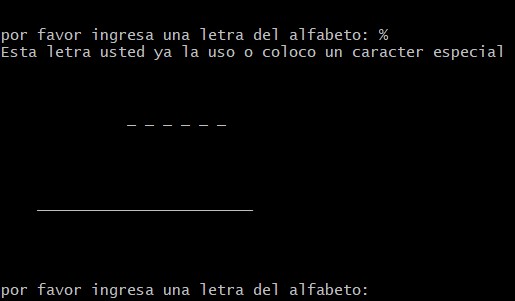 por favor ingresa una letra del alfabeto: %
Esta letra usted ya la uso o coloco un caracter especial
_ _ _ _ _ _
________________________
por favor ingresa una letra del alfabeto: